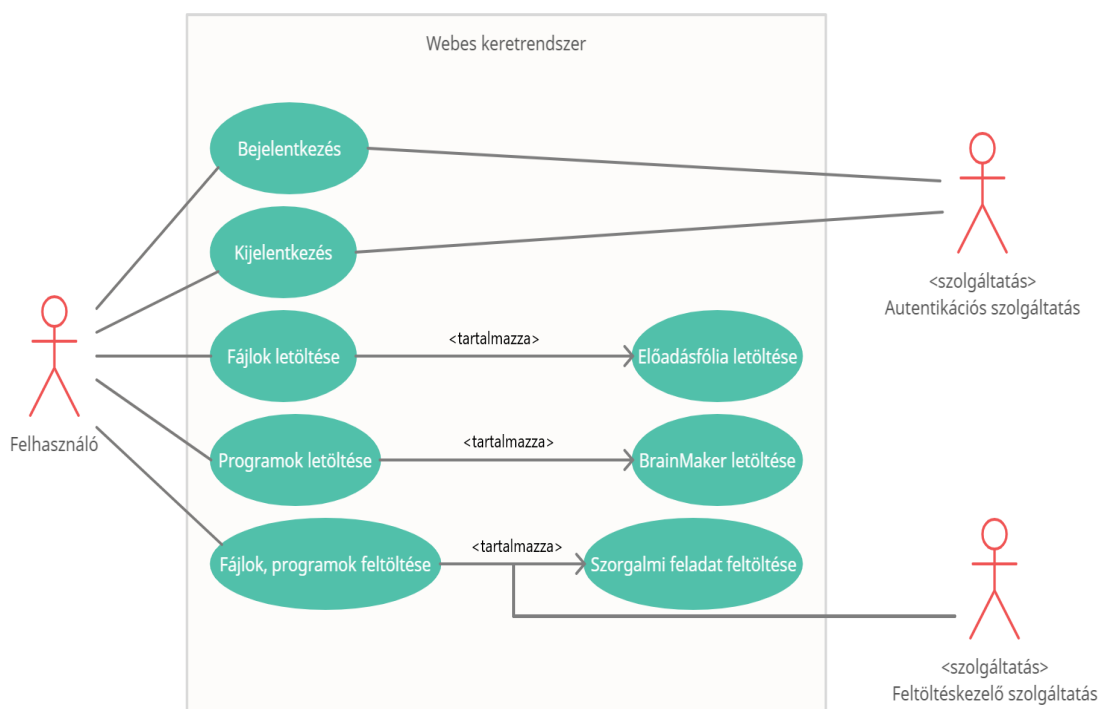 Webes keretrendszer
Bejelentkezés
Kijelentkezés
<szolgáltatás>
Autentikációs szolgáltatás
Fájlok letöltése
<tartalmazza>
Előadásfólia letöltése
Felhasználó
Programok letöltése
<tartalmazza>
BrainMaker letöltése
Fájlok, programok feltöltése
<tartalmazza>
Szorgalmi feladat feltöltése
<szolgáltatás>
Feltöltéskezelő szolgáltatás